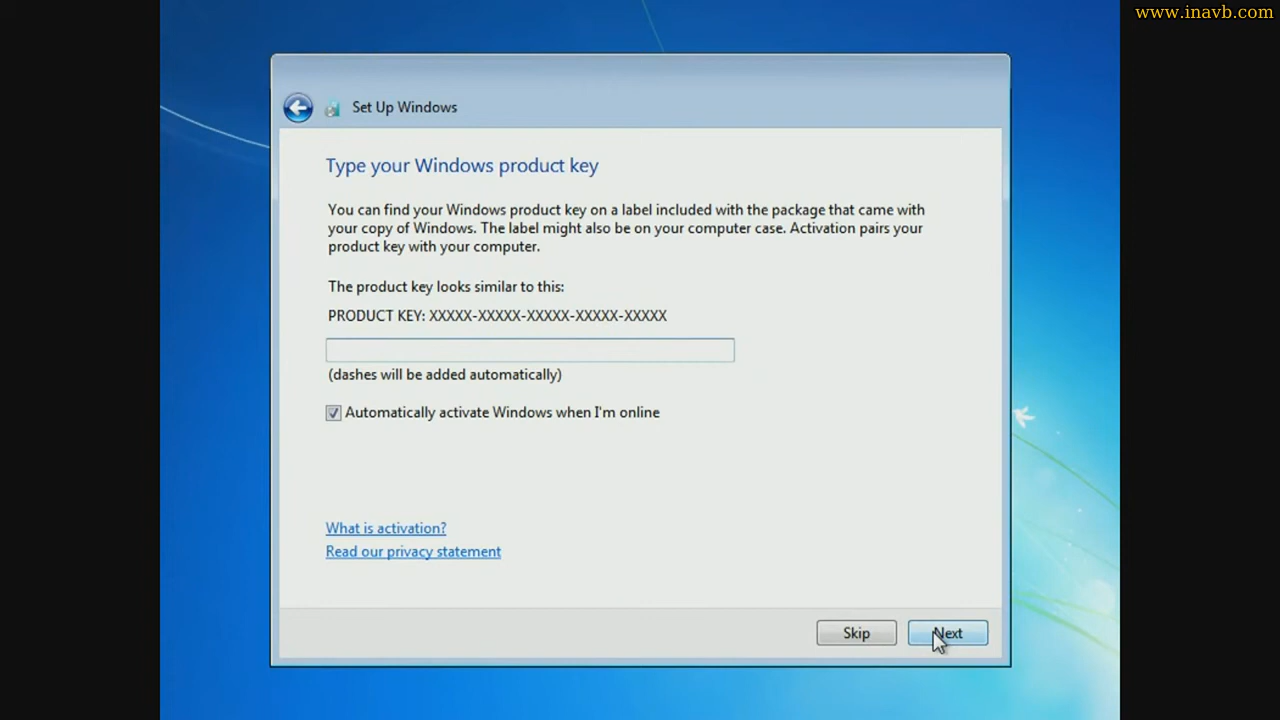 www.inavb.com
Set Up Windows
Type your Windows product key
You can find your Windows product key on a label included with the package that came with
your copy of Windows. The label might also be on your computer case. Activation pairs your
product key with your computer.
The product key looks similar to this:
PRODUCT KEY: XXXXX-XXXXX-XXXXX-XXXXX-XXXXX
(dashes will be added automatically)
Automatically activate Windows when I'm online
What is activation?
Read our privacy statement
Skip Next